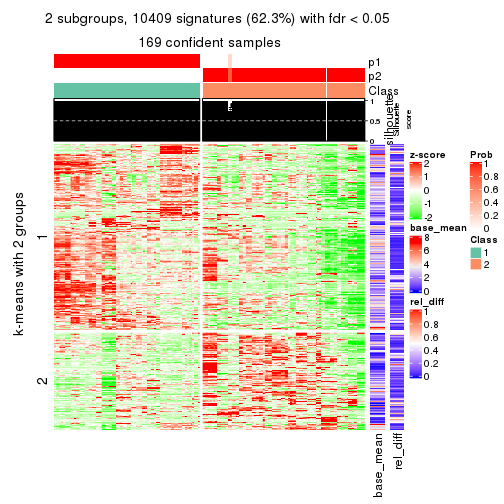 2 subgroups, 10409 signatures (62.3%) with fdr < 0.05
169 confident samples
p1
p2
Class
1
0.5
0
silhouette
Silhouette
score
k-means with 2 groups
1
2
base_mean
rel_diff
z-score
2
1
0
-1
-2
base_mean
8
6
4
2
0
rel_diff
1
0.8
0.6
0.4
0.2
0
Prob
1
0.8
0.6
0.4
0.2
0
Class
1
2